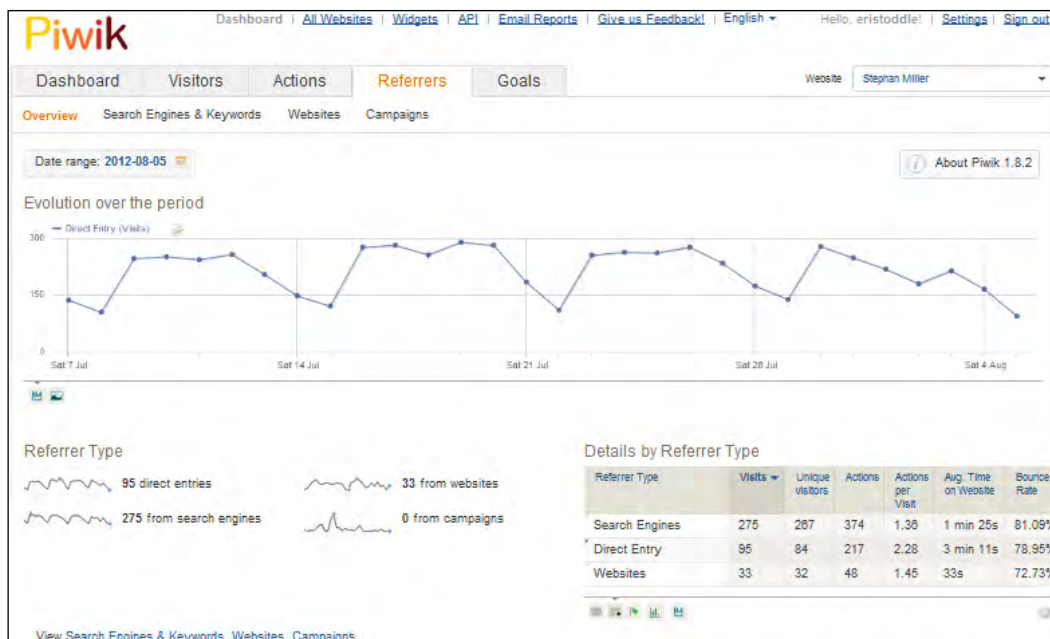 Dashboard | All Websites | Widgets | API | Email Reports | Give us Feedback! | English Hello, eristoddle! | Settings | Sign out
Piwik
Dashboard Visitors Actions Referrers Goals Website Stephan Miller
Overview Search Engines & Keywords Websites Campaigns
Date range: 2012-08-05 About Piwik 1.8.2
Evolution over the period
Direct Entry (Visits)
300
150
0
Sat 7 Jul Sat 14 Jul Sat 21 Jul Sat 28 Jul Sat 4 Aug
Referrer Type
95 direct entries 33 from websites
275 from search engines 0 from campaigns
Details by Referrer Type
Referrer Type Visits Unique visitors Actions Actions per Visit Avg. Time on Website Bounce Rate
Search Engines 275 267 374 1.36 1 min 25s 81.09%
Direct Entry 95 84 217 2.28 3 min 11s 78.95%
Websites 33 32 48 1.45 33s 72.73%
View Search Engines & Keywords, Websites, Campaigns